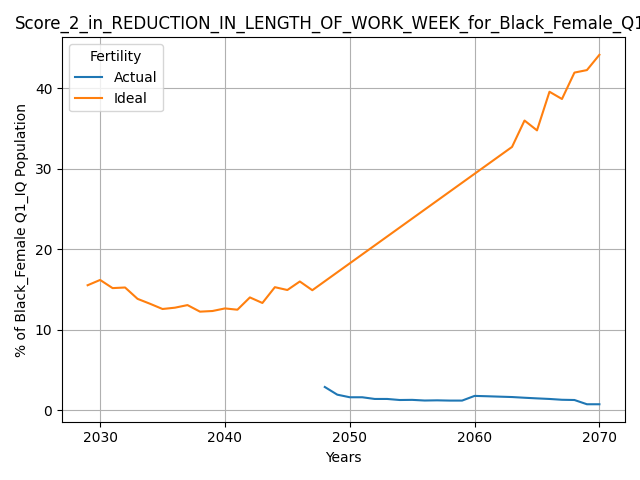 Score_2_in_REDUCTION_IN_LENGTH_OF_WORK_WEEK_for_Black_Female_Q1
Fertility
Actual
Ideal
% of Black_Female Q1_IQ Population
40
30
20
10
0
2030 2040 2050 2060 2070
Years